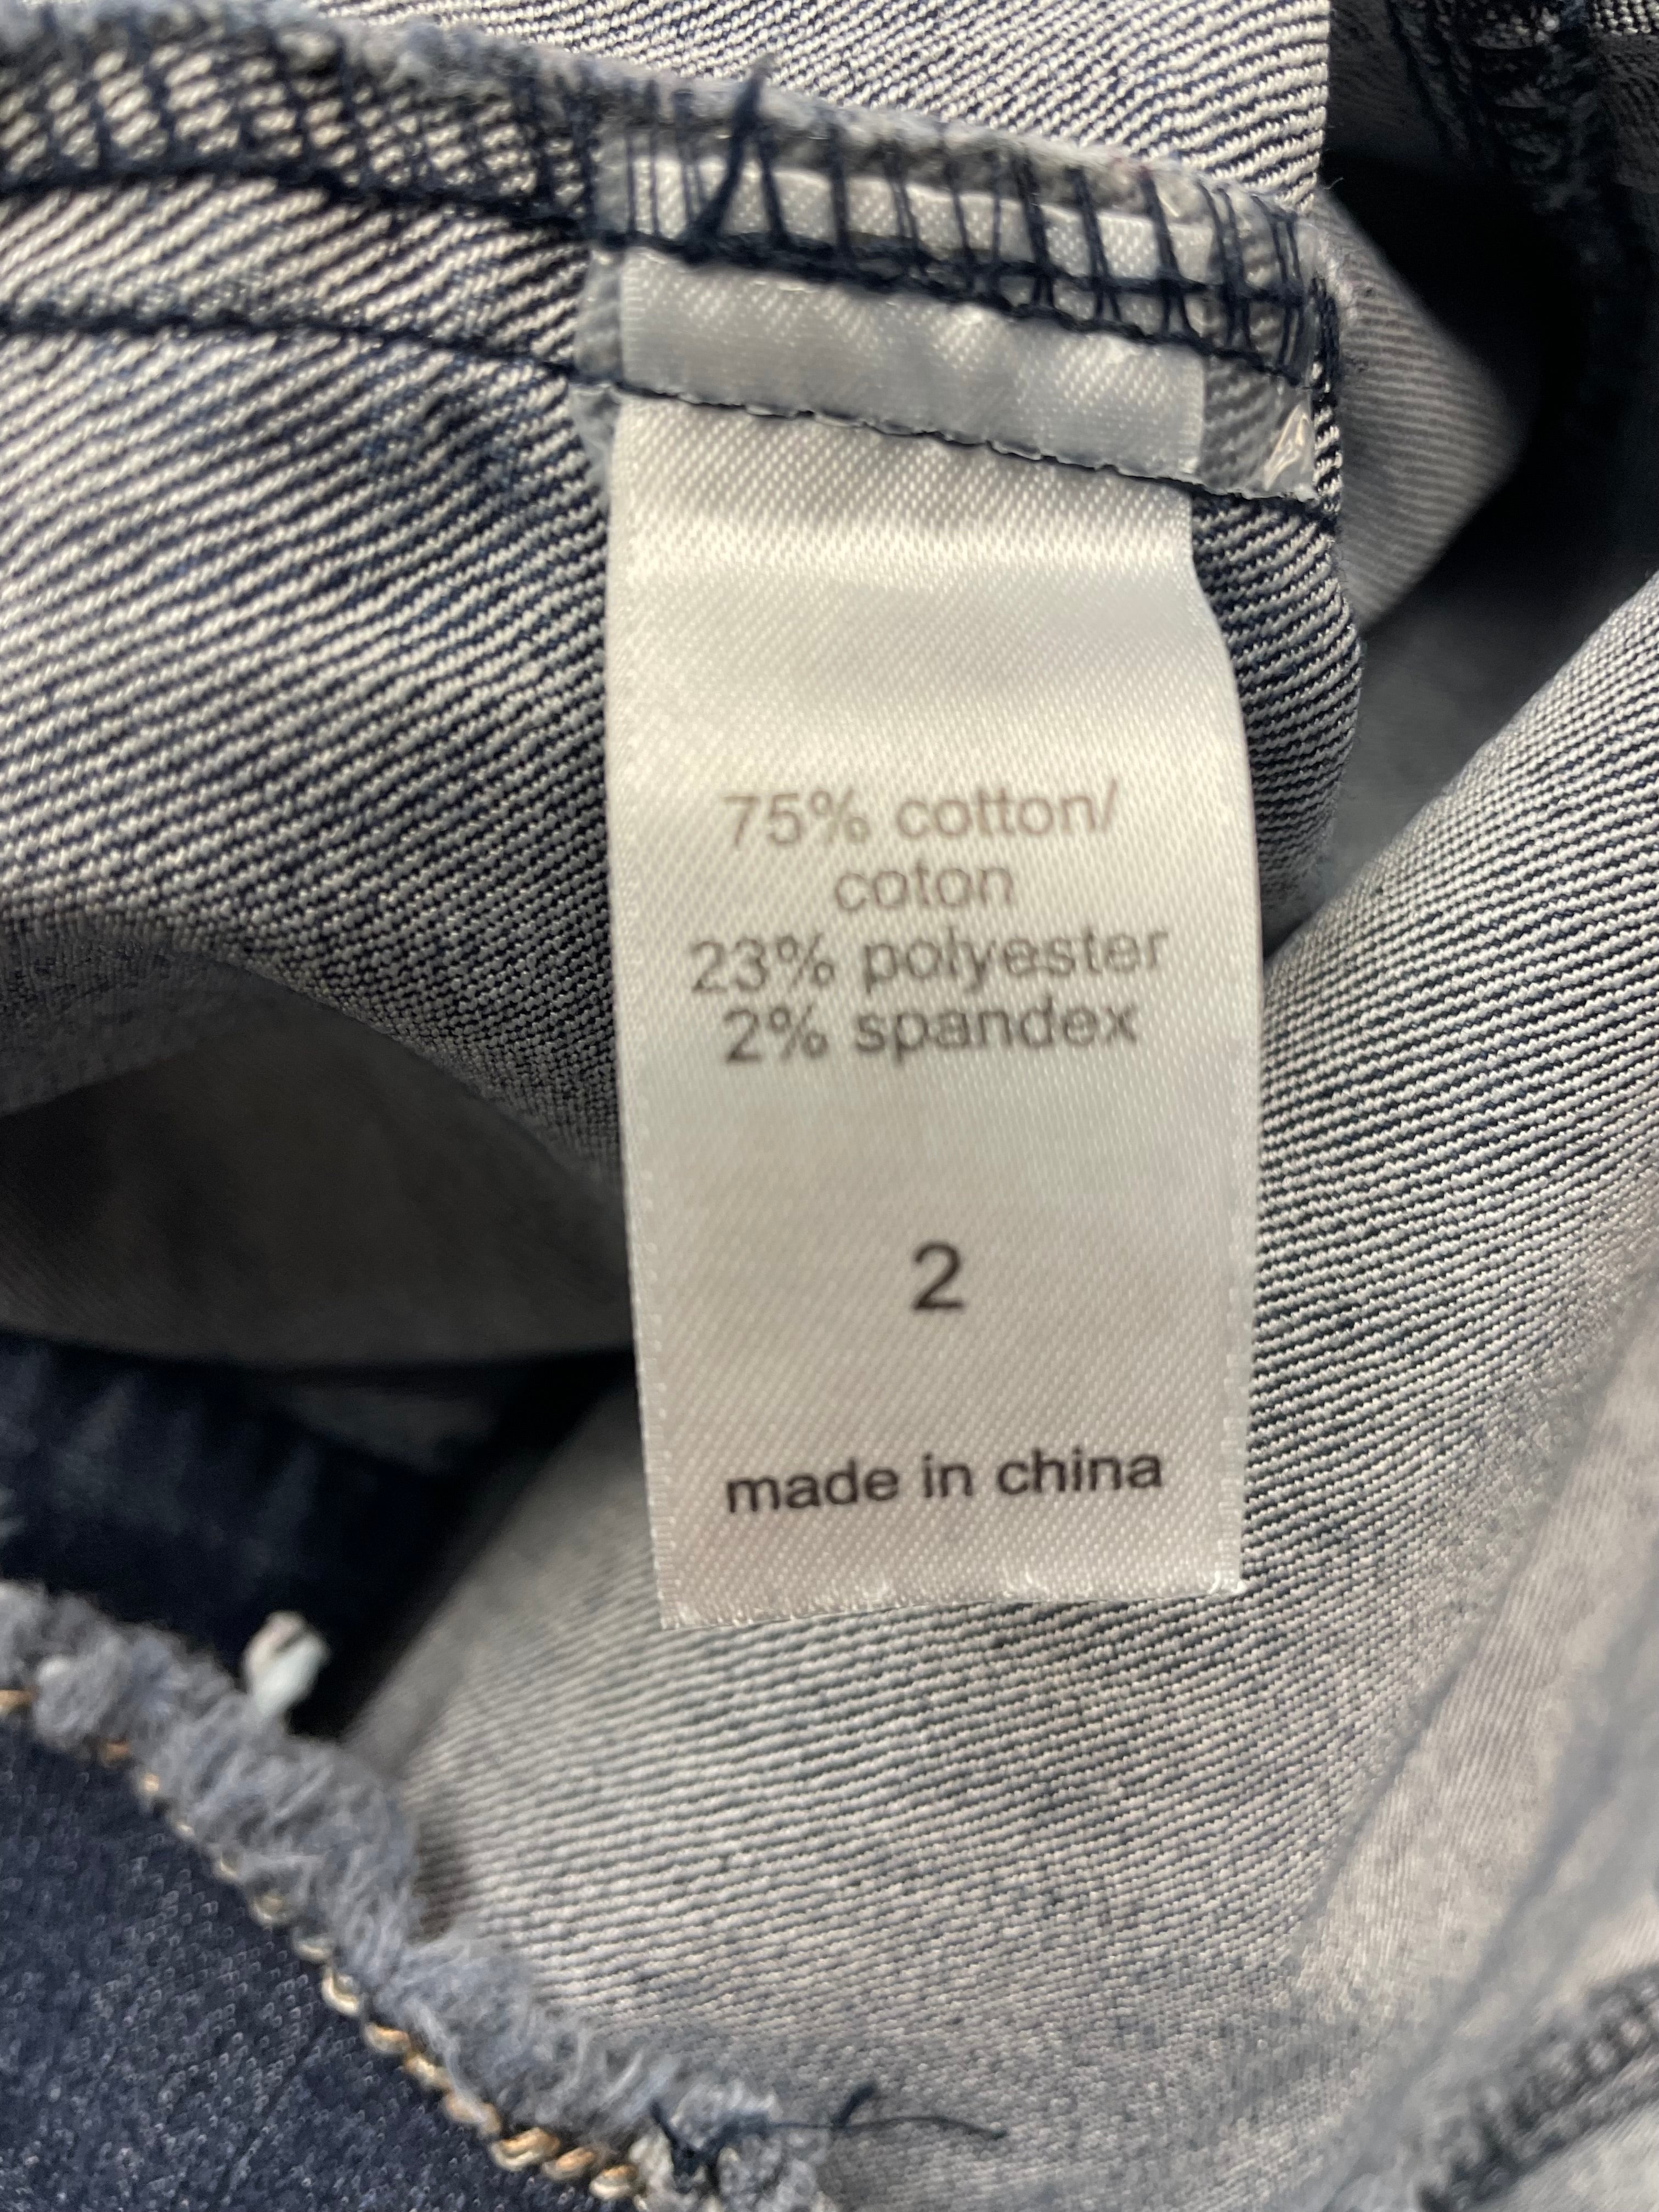 75% cotton/
coton
23% polyester
2% spandex
2
made in china